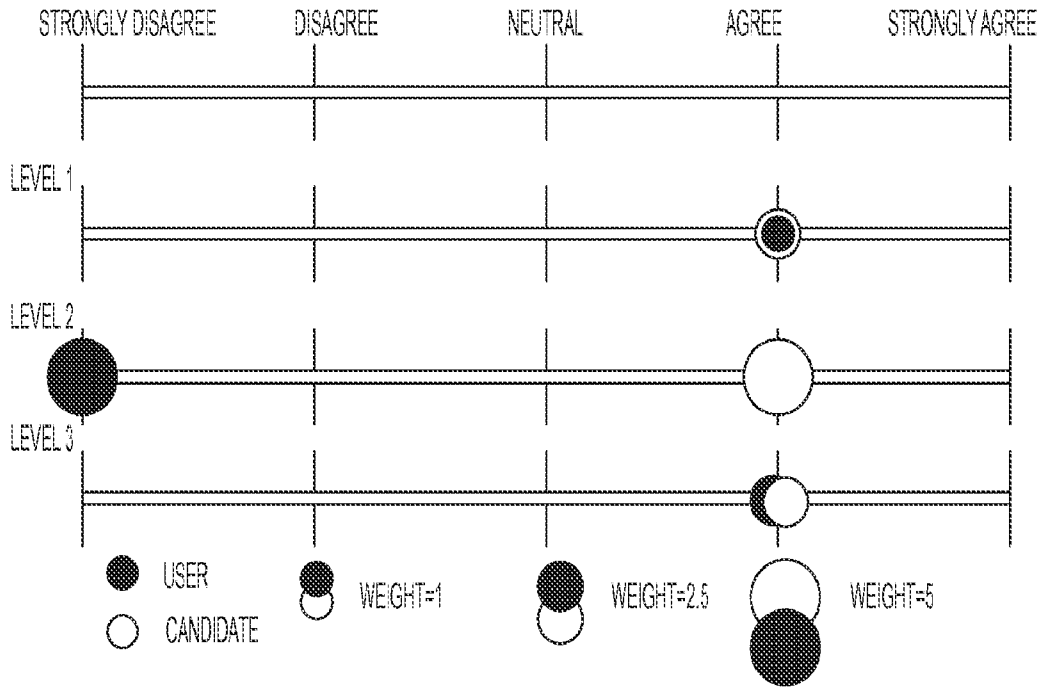 STRONGLY DISAGREE DISAGREE NEUTRAL AGREE STRONGLY AGREE
LEVEL 1
LEVEL 2
LEVEL 3
USER WEIGHT=1 WEIGHT=2.5 WEIGHT=5
CANDIDATE